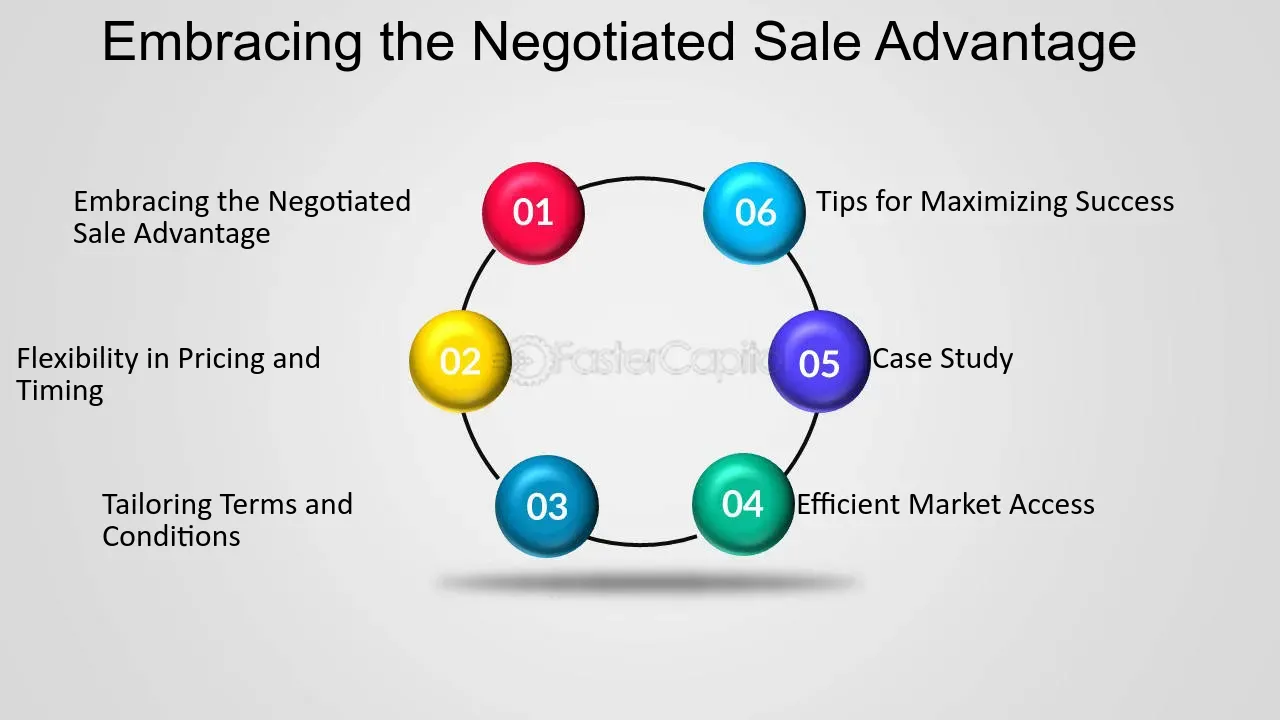 Embracing the Negotiated Sale Advantage
01
Embracing the Negotiated
Sale Advantage
02
Flexibility in Pricing and
Timing
03
Tailoring Terms and
Conditions
04
Efficient Market Access
05
Case Study
06
Tips for Maximizing Success
FasterCapit